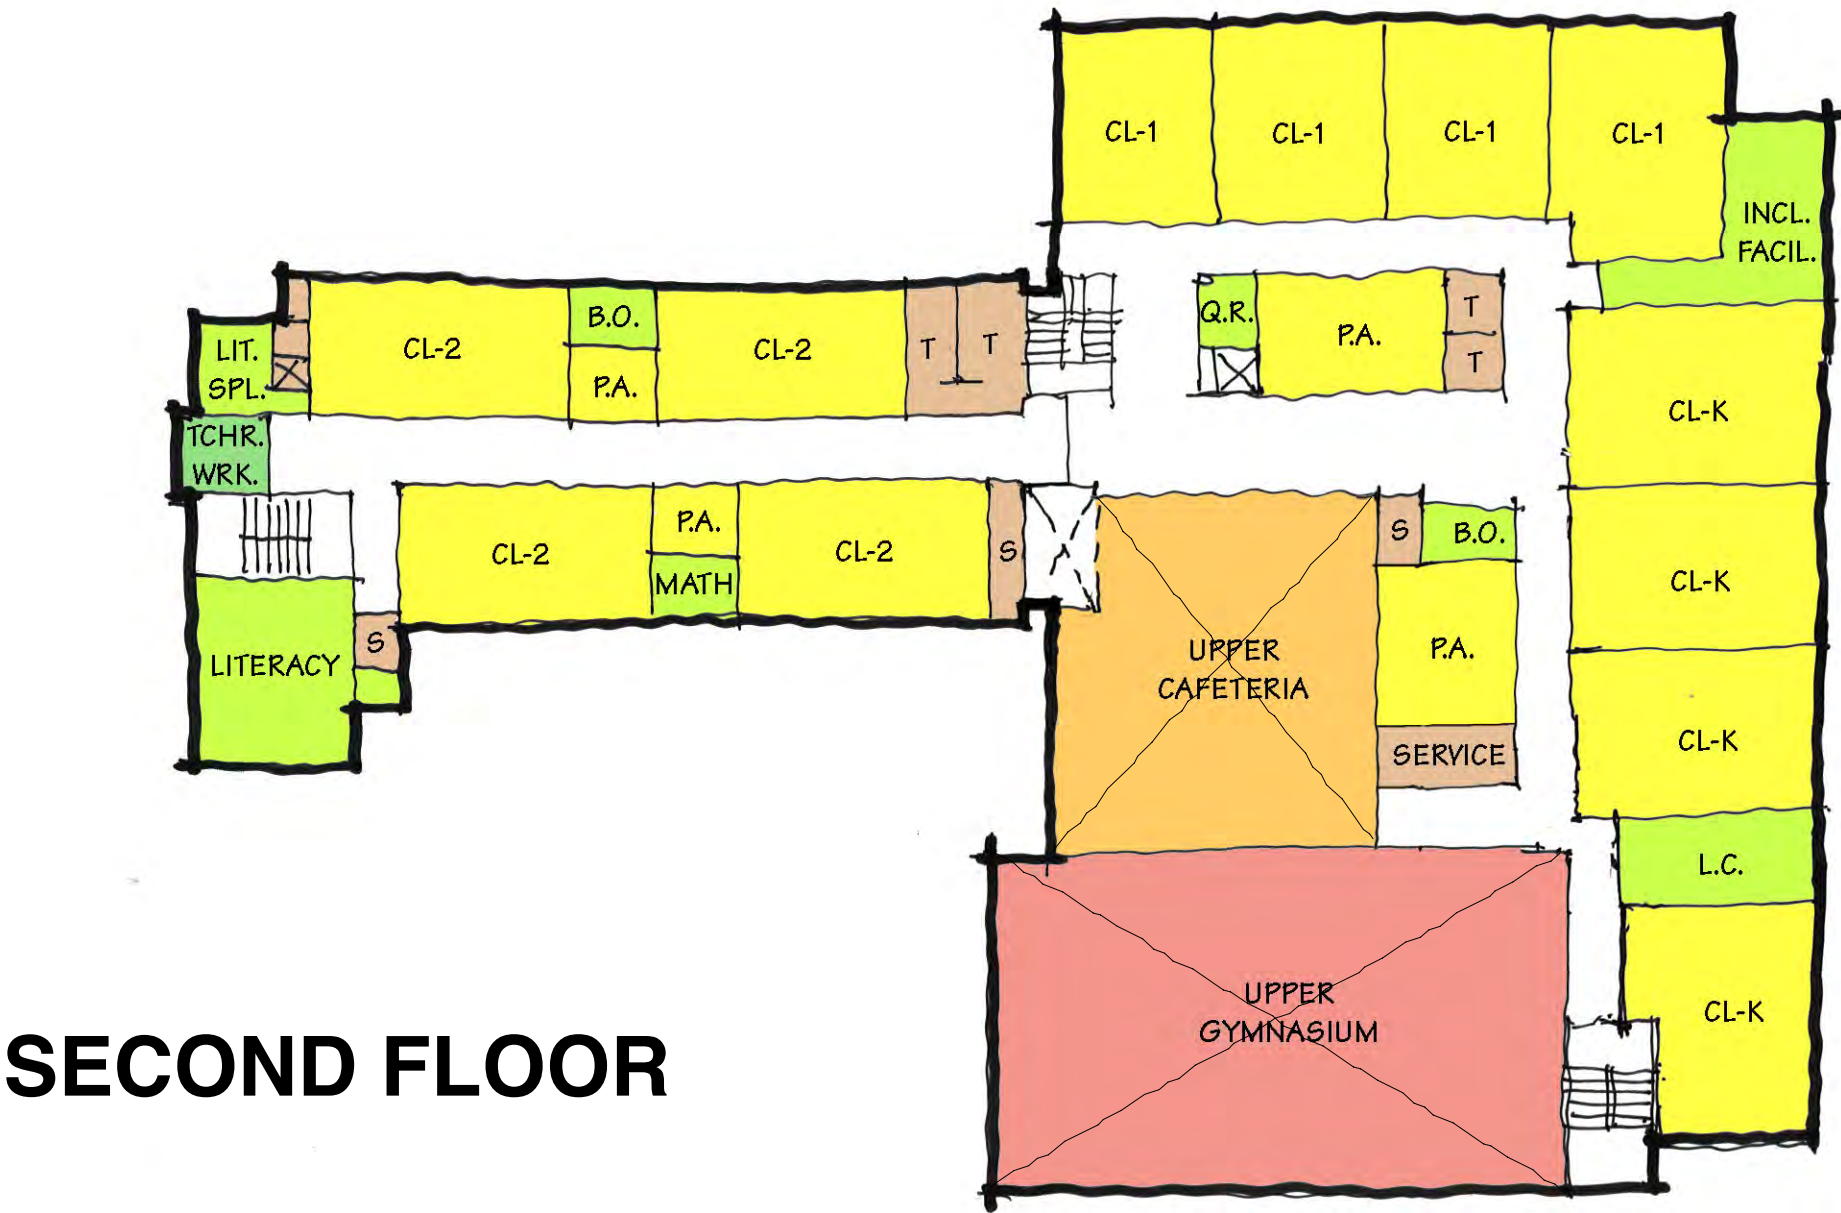 CL-1
CL-1
CL-1
CL-1
INCL.
FACIL.
LIT.
SPL.
CL-2
B.O.
P.A.
CL-2
T
T
Q.R.
P.A.
T
T
TCHR.
WRK.
CL-K
CL-2
P.A.
MATH
CL-2
S
S
B.O.
CL-K
LITERACY
S
UPPER
CAFETERIA
P.A.
SERVICE
CL-K
L.C.
UPPER
GYMNASIUM
CL-K
SECOND FLOOR